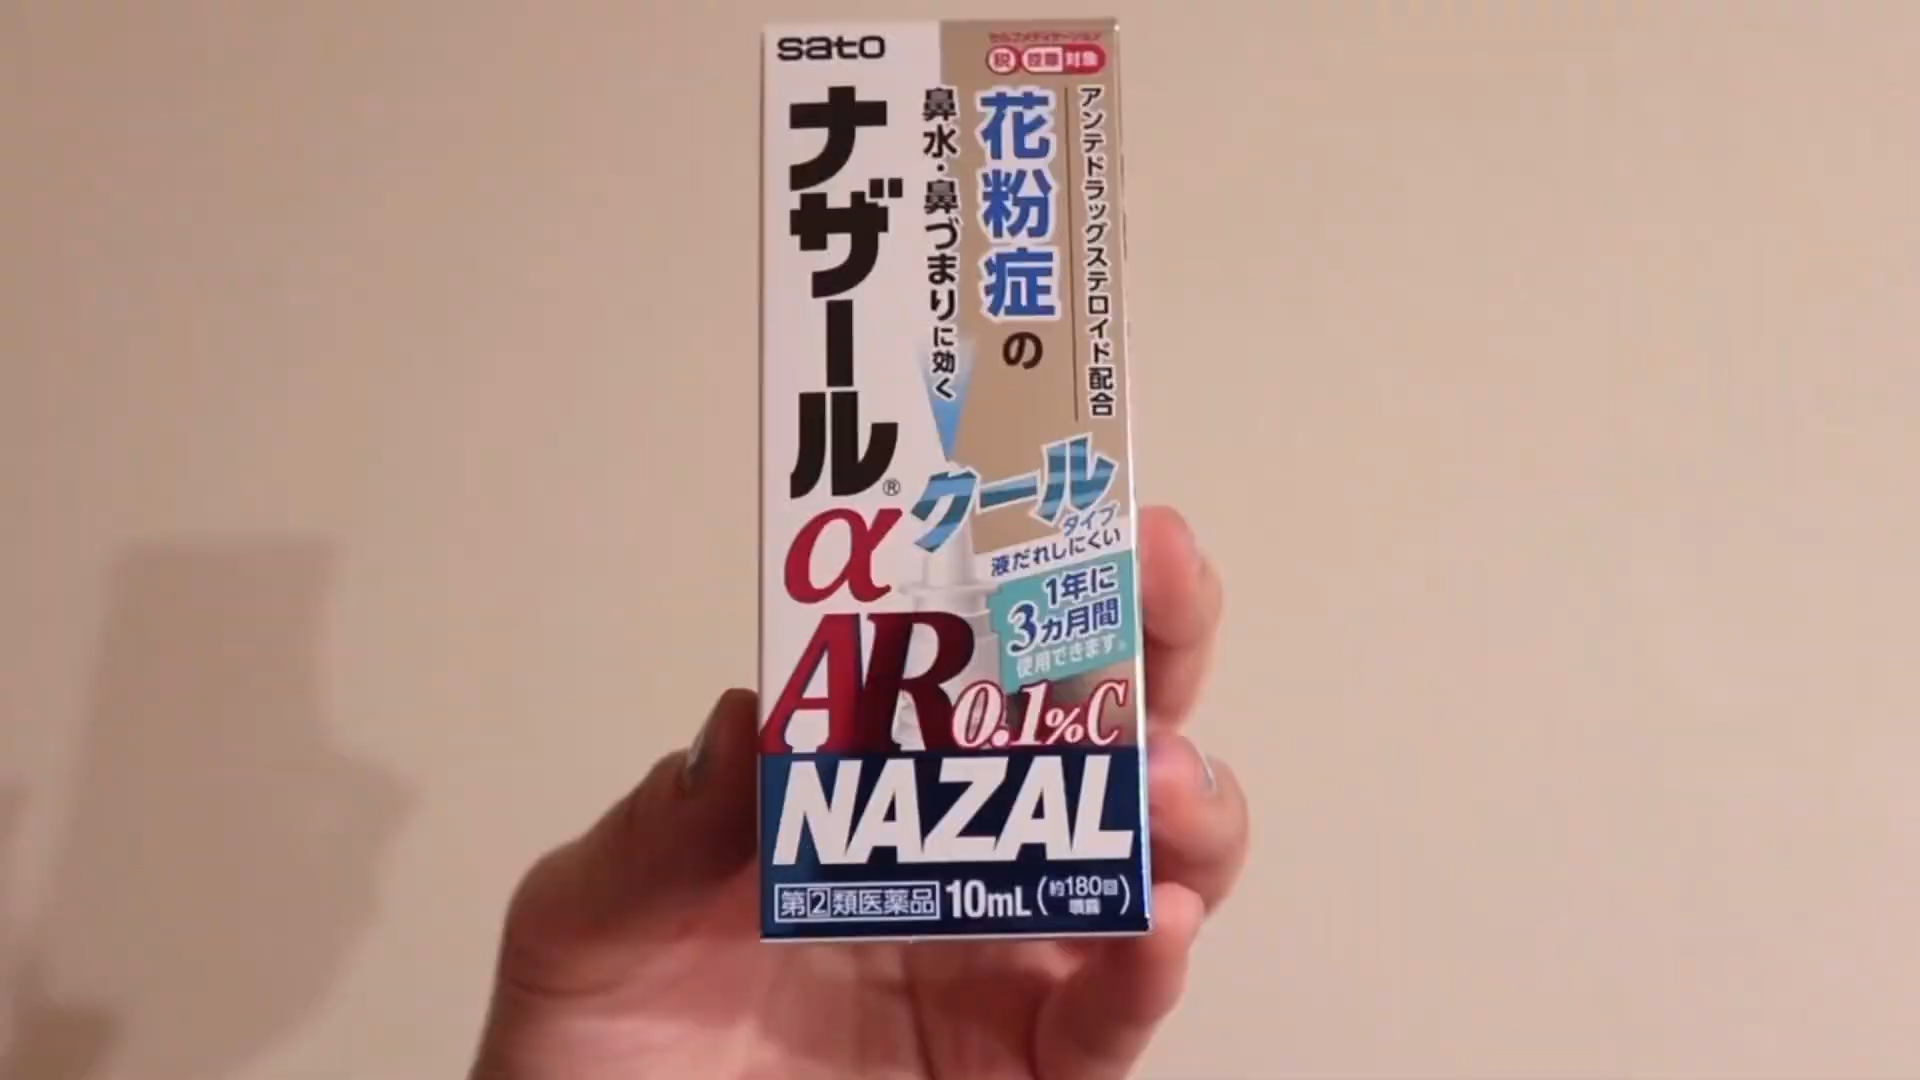 sato
セルフメディケーション
税 控除 対象
アンテドラッグステロイド配合
花粉症の
鼻水・鼻づまりに効く
ナザール®
α
AR
0.1%C
クール
タイプ
液だれしにくい
1年に
3ヵ月間
使用できます。
NAZAL
第②類医薬品 10mL (約180回噴霧)